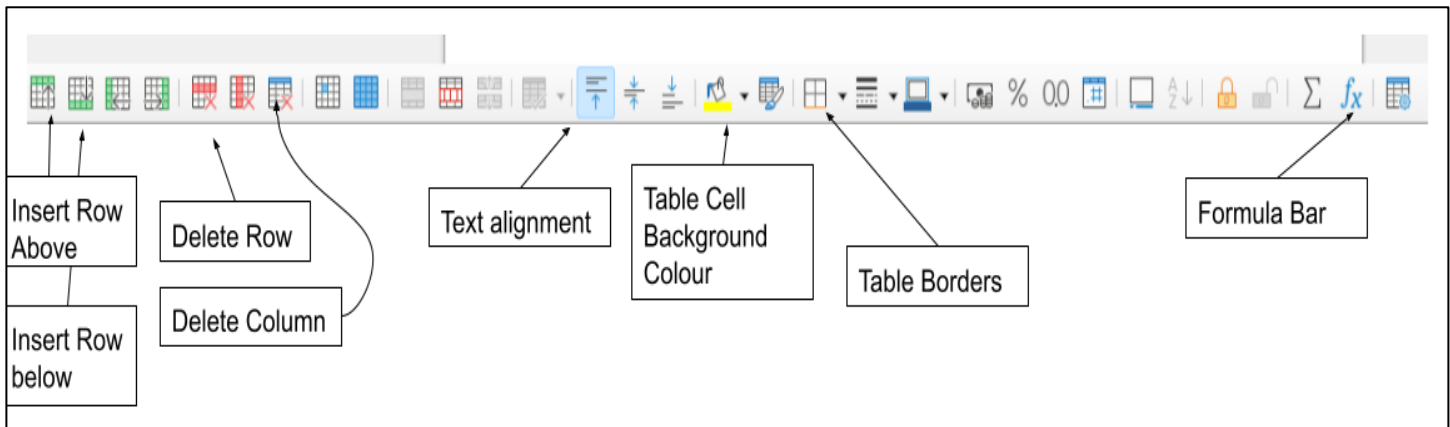 % 0.0 .#
A
Z
Σ fx
Insert Row
Above
Delete Row
Text alignment
Table Cell
Background
Colour
Formula Bar
Table Borders
Delete Column
Insert Row
below